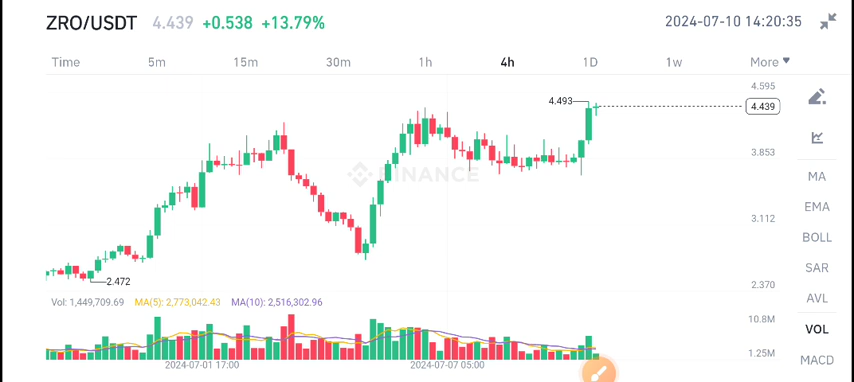 ZRO/USDT 4.439 +0.538 +13.79% 2024-07-10 14:20:35
Time 5m 15m 30m 1h 4h 1D 1w More
4.595
4.493
4.439
3.853
BINANCE
3.112
2.472
2.370
Vol: 1,449,709.69 MA(5): 2,773,042.43 MA(10): 2,516,302.96
10.8M
1.25M
2024-07-01 17:00 2024-07-07 05:00
MA
EMA
BOLL
SAR
AVL
VOL
MACD